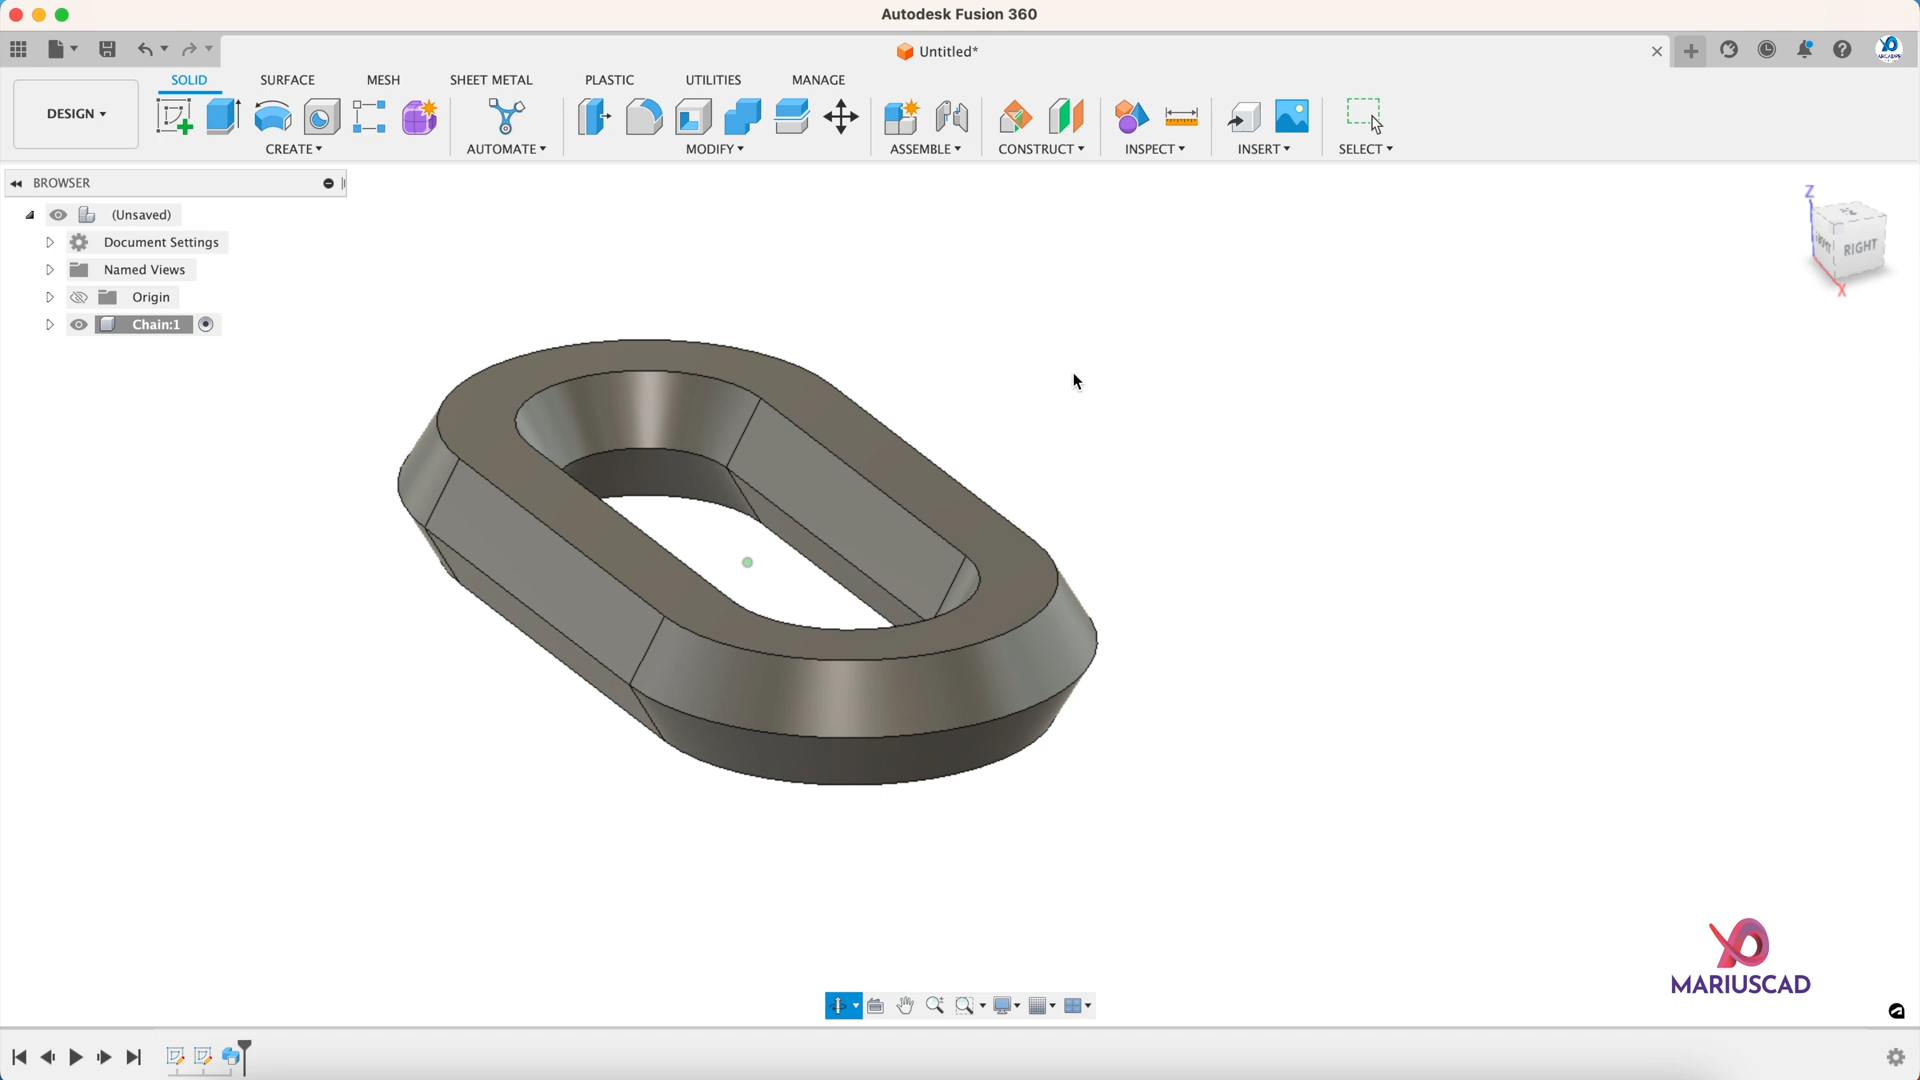 Autodesk Fusion 360
Untitled*
SOLID SURFACE MESH SHEET METAL PLASTIC UTILITIES MANAGE
DESIGN
CREATE AUTOMATE MODIFY ASSEMBLE CONSTRUCT INSPECT INSERT SELECT
BROWSER
(Unsaved)
Document Settings
Named Views
Origin
Chain:1
Z
RIGHT
X
MARIUSCAD